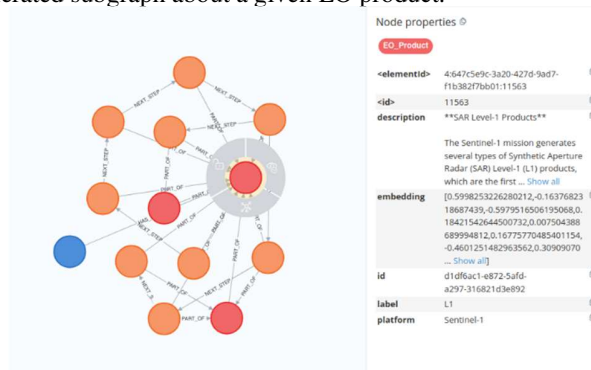 erated subgraph about a given EO product.
Node properties
EO_Product
<elementId> 4:647c5e9c-3a20-427d-9ad7-
f1b382f7bb01:11563
<id> 11563
description **SAR Level-1 Products**
The Sentinel-1 mission generates
several types of Synthetic Aperture
Radar (SAR) Level-1 (L1) products,
which are the first ... Show all
embedding [0.5998253226280212,-0.16376823
18687439,-0.5979516506195068,0.
18421542644500732,0.007504388
689994812,0.16775770485401154,
-0.4601251482963562,0.30909070
... Show all]
id d1df6ac1-e872-5afd-
a297-316821d3e892
label L1
platform Sentinel-1
NEXT_STEP
NEXT_STEP
NEXT_STEP
NEXT_STEP
PART_OF
PART_OF
PART_OF
PART_OF
PART_OF
NEXT_STEP
NEXT_STEP
PART_OF
PART_OF
PART_OF